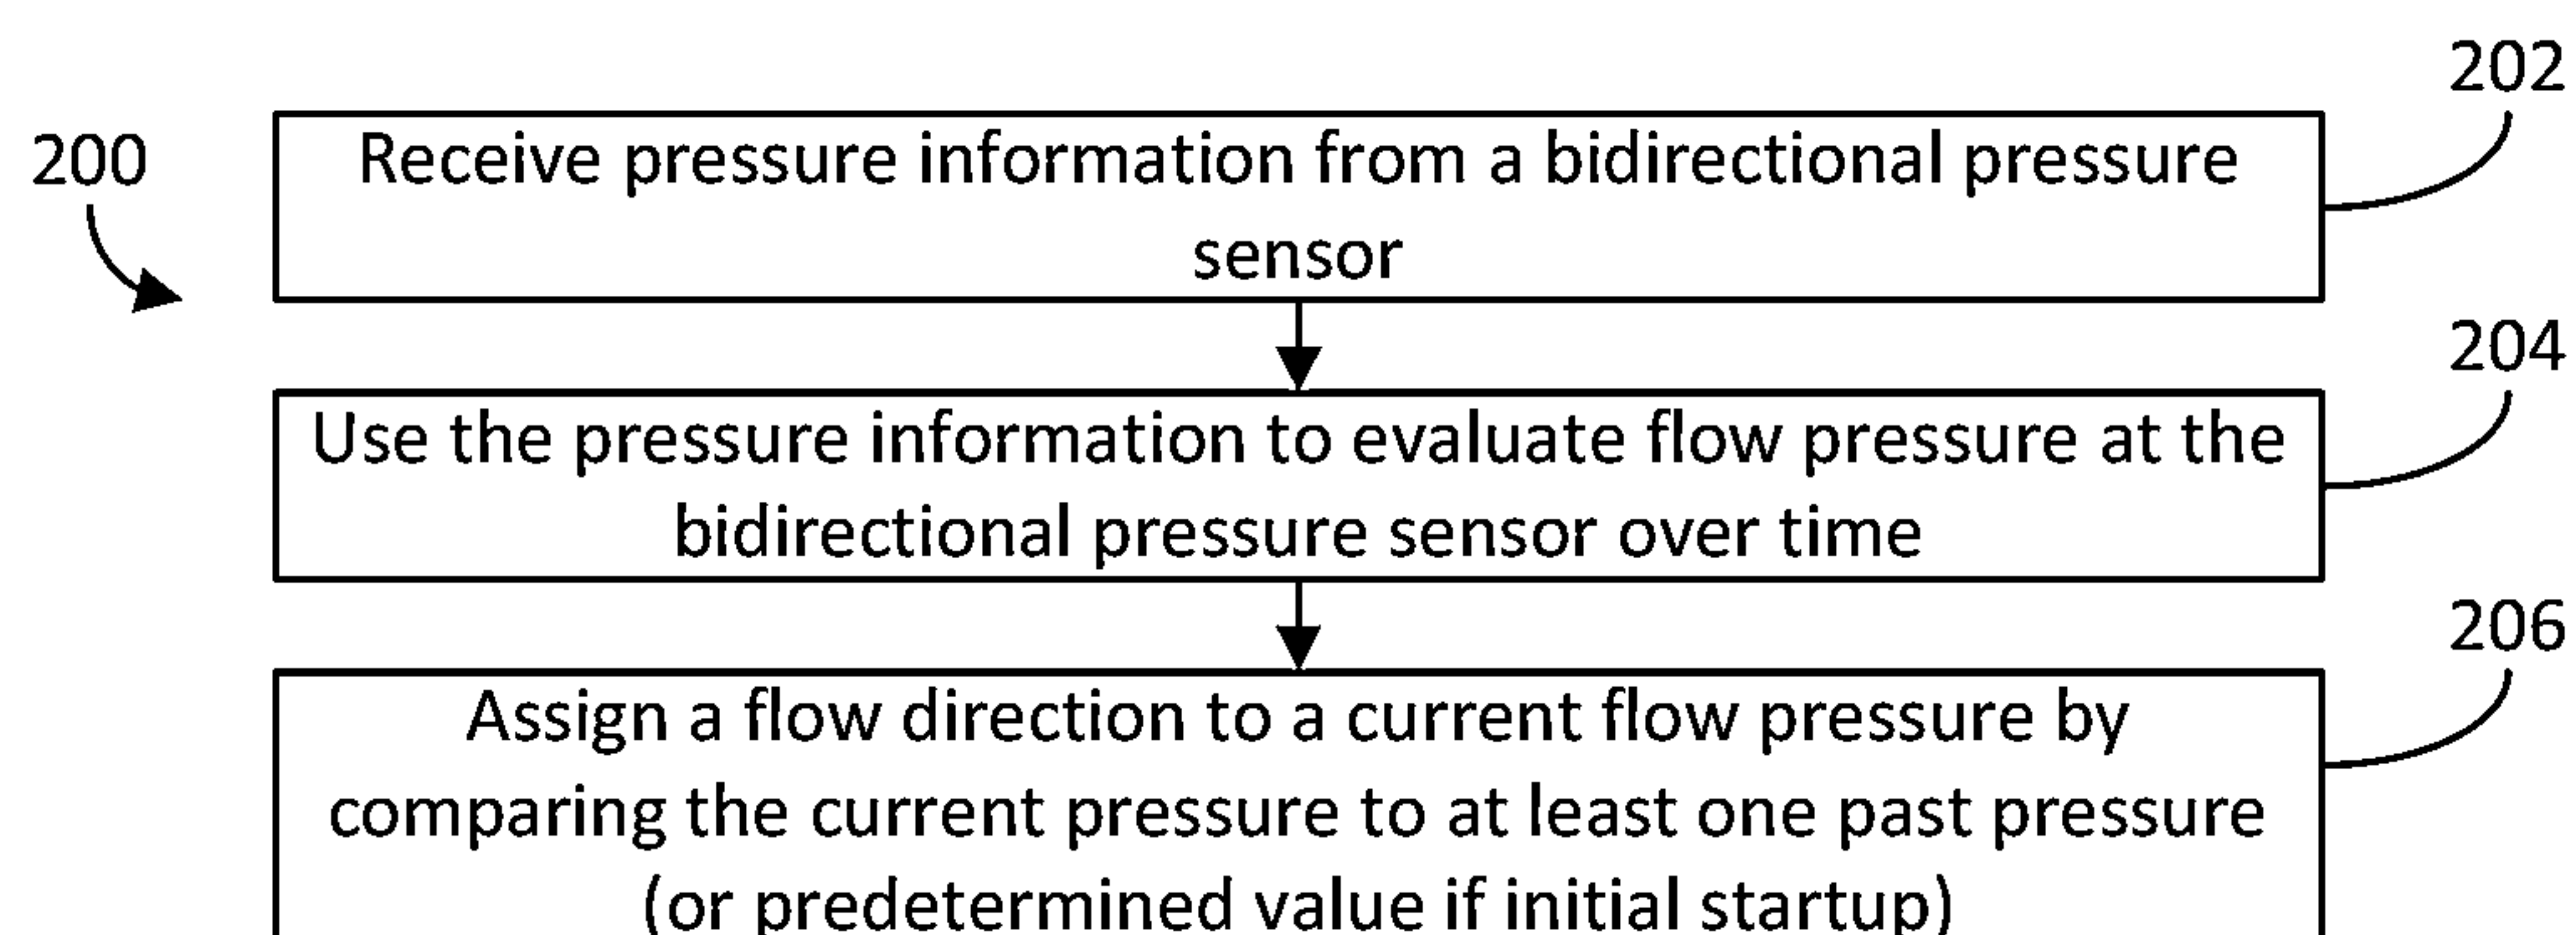 202
200
Receive pressure information from a bidirectional pressure
sensor
204
Use the pressure information to evaluate flow pressure at the
bidirectional pressure sensor over time
206
Assign a flow direction to a current flow pressure by
comparing the current pressure to at least one past pressure
(or predetermined value if initial startup)